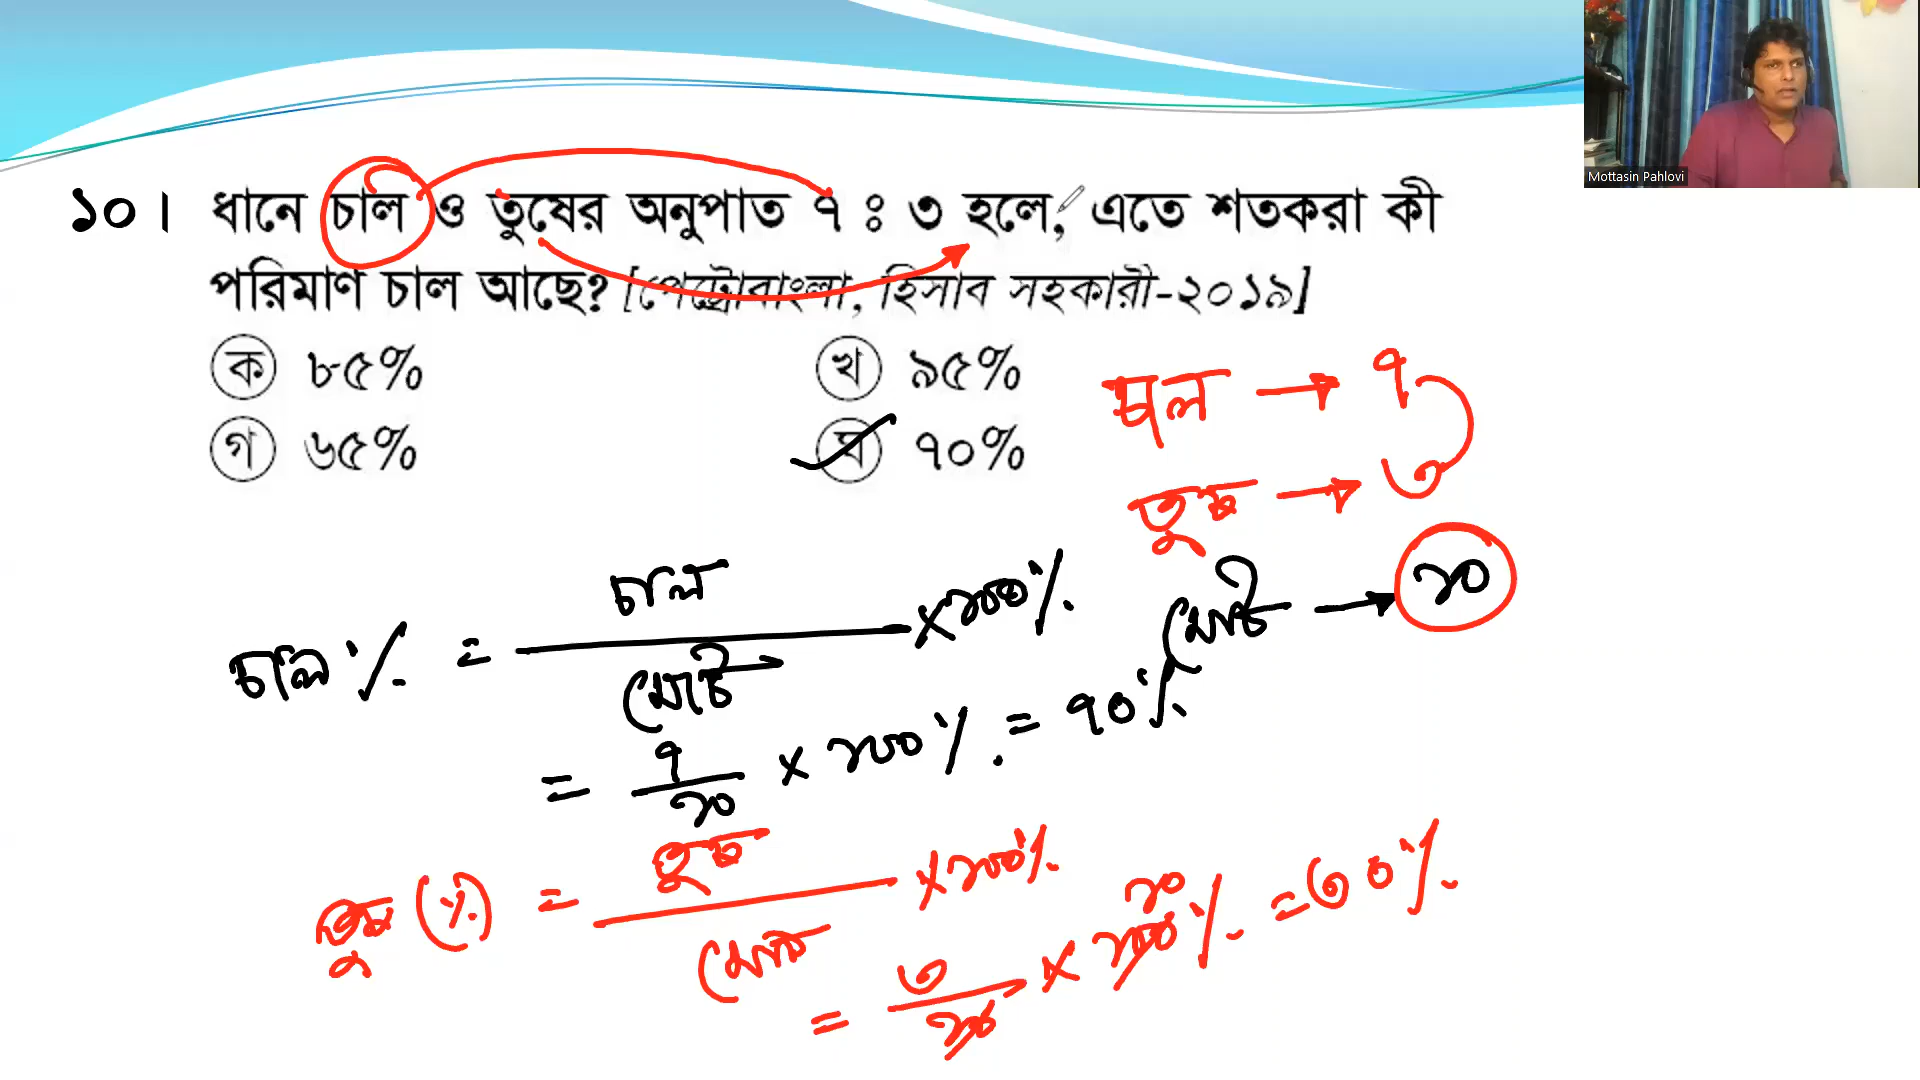 Mottasin Pahlovi
১০। ধানে চাল ও তুষের অনুপাত ৭ ঃ ৩ হলে, এতে শতকরা কী
পরিমাণ চাল আছে? [পেট্রোবাংলা, হিসাব সহকারী-২০১৯]
ক ৮৫% খ ৯৫%
গ ৬৫% ঘ ৭০%
চাল → ৭
তুষ → ৩
মোট → ১০
চাল % = চাল / মোট × ১০০%
= ৭ / ১০ × ১০০% = ৭০%
তুষ (%) = তুষ / মোট × ১০০%
= ৩ / ১০ × ১০০% = ৩০%
১০